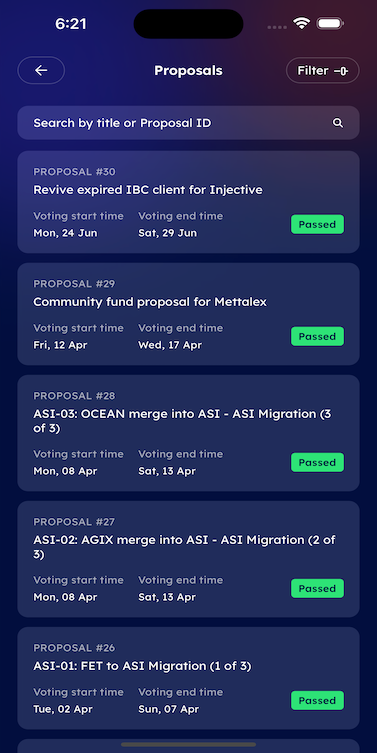 6:21
Proposals
Filter
Search by title or Proposal ID
PROPOSAL #30
Revive expired IBC client for Injective
Voting start time Voting end time
Mon, 24 Jun Sat, 29 Jun
Passed
PROPOSAL #29
Community fund proposal for Mettalex
Voting start time Voting end time
Fri, 12 Apr Wed, 17 Apr
Passed
PROPOSAL #28
ASI-03: OCEAN merge into ASI - ASI Migration (3
of 3)
Voting start time Voting end time
Mon, 08 Apr Sat, 13 Apr
Passed
PROPOSAL #27
ASI-02: AGIX merge into ASI - ASI Migration (2 of
3)
Voting start time Voting end time
Mon, 08 Apr Sat, 13 Apr
Passed
PROPOSAL #26
ASI-01: FET to ASI Migration (1 of 3)
Voting start time Voting end time
Tue, 02 Apr Sun, 07 Apr
Passed